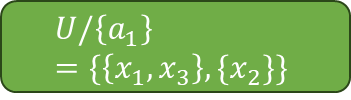 U/{a₁}
= {{x₁, x₃}, {x₂}}